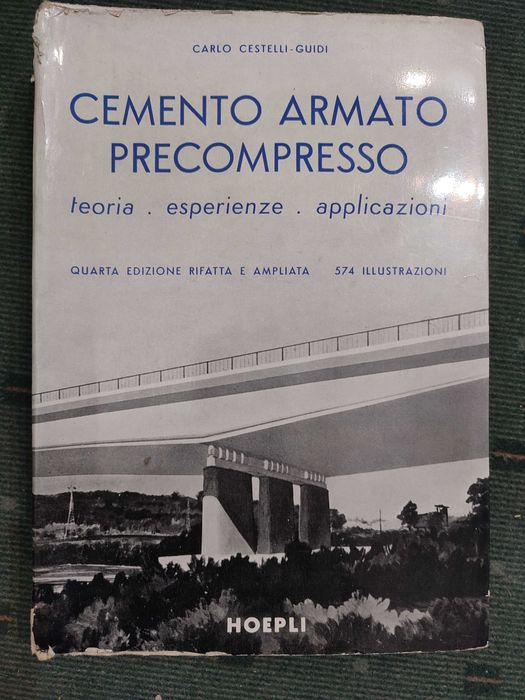 CARLO CESTELLI-GUIDI
CEMENTO ARMATO
PRECOMPRESSO
teoria . esperienze . applicazioni
QUARTA EDIZIONE RIFATTA E AMPLIATA 574 ILLUSTRAZIONI
HOEPLI